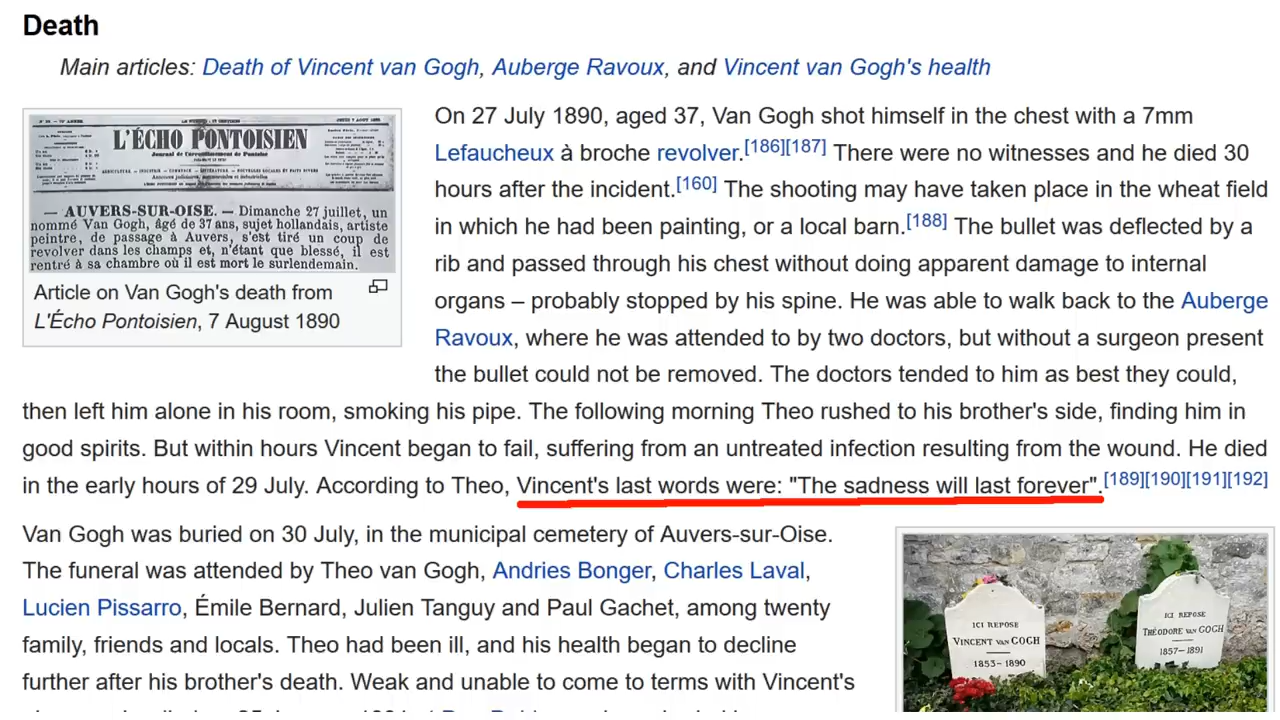 Death
Main articles: Death of Vincent van Gogh, Auberge Ravoux, and Vincent van Gogh's health
L'ÉCHO PONTOISIEN
Journal de l'arrondissement de Pontoise
— AUVERS-SUR-OISE. — Dimanche 27 juillet, un
nommé Van Gogh, âgé de 37 ans, sujet hollandais, artiste
peintre, de passage à Auvers, s'est tiré un coup de
revolver dans les champs et, n'étant que blessé, il est
rentré à sa chambre où il est mort le surlendemain.
Article on Van Gogh's death from
L'Écho Pontoisien, 7 August 1890
On 27 July 1890, aged 37, Van Gogh shot himself in the chest with a 7mm
Lefaucheux à broche revolver.[186][187] There were no witnesses and he died 30
hours after the incident.[160] The shooting may have taken place in the wheat field
in which he had been painting, or a local barn.[188] The bullet was deflected by a
rib and passed through his chest without doing apparent damage to internal
organs – probably stopped by his spine. He was able to walk back to the Auberge
Ravoux, where he was attended to by two doctors, but without a surgeon present
the bullet could not be removed. The doctors tended to him as best they could,
then left him alone in his room, smoking his pipe. The following morning Theo rushed to his brother's side, finding him in
good spirits. But within hours Vincent began to fail, suffering from an untreated infection resulting from the wound. He died
in the early hours of 29 July. According to Theo, Vincent's last words were: "The sadness will last forever".[189][190][191][192]
Van Gogh was buried on 30 July, in the municipal cemetery of Auvers-sur-Oise.
The funeral was attended by Theo van Gogh, Andries Bonger, Charles Laval,
Lucien Pissarro, Émile Bernard, Julien Tanguy and Paul Gachet, among twenty
family, friends and locals. Theo had been ill, and his health began to decline
further after his brother's death. Weak and unable to come to terms with Vincent's
ICI REPOSE
VINCENT VAN GOGH
1853–1890
ICI REPOSE
THÉODORE VAN GOGH
1857–1891